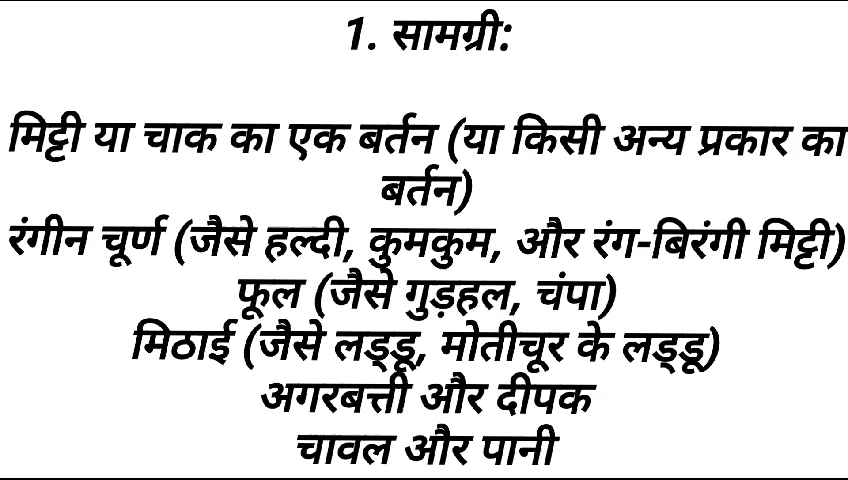 1. सामग्री:
मिट्टी या चाक का एक बर्तन (या किसी अन्य प्रकार का
बर्तन)
रंगीन चूर्ण (जैसे हल्दी, कुमकुम, और रंग-बिरंगी मिट्टी)
फूल (जैसे गुड़हल, चंपा)
मिठाई (जैसे लड्डू, मोतीचूर के लड्डू)
अगरबत्ती और दीपक
चावल और पानी